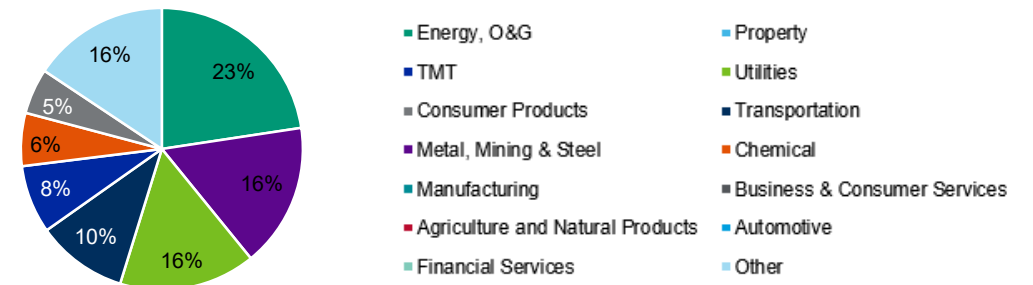 16%
23%
5%
6%
16%
8%
10%
16%
Energy, O&G
Property
TMT
Utilities
Consumer Products
Transportation
Metal, Mining & Steel
Chemical
Manufacturing
Business & Consumer Services
Agriculture and Natural Products
Automotive
Financial Services
Other